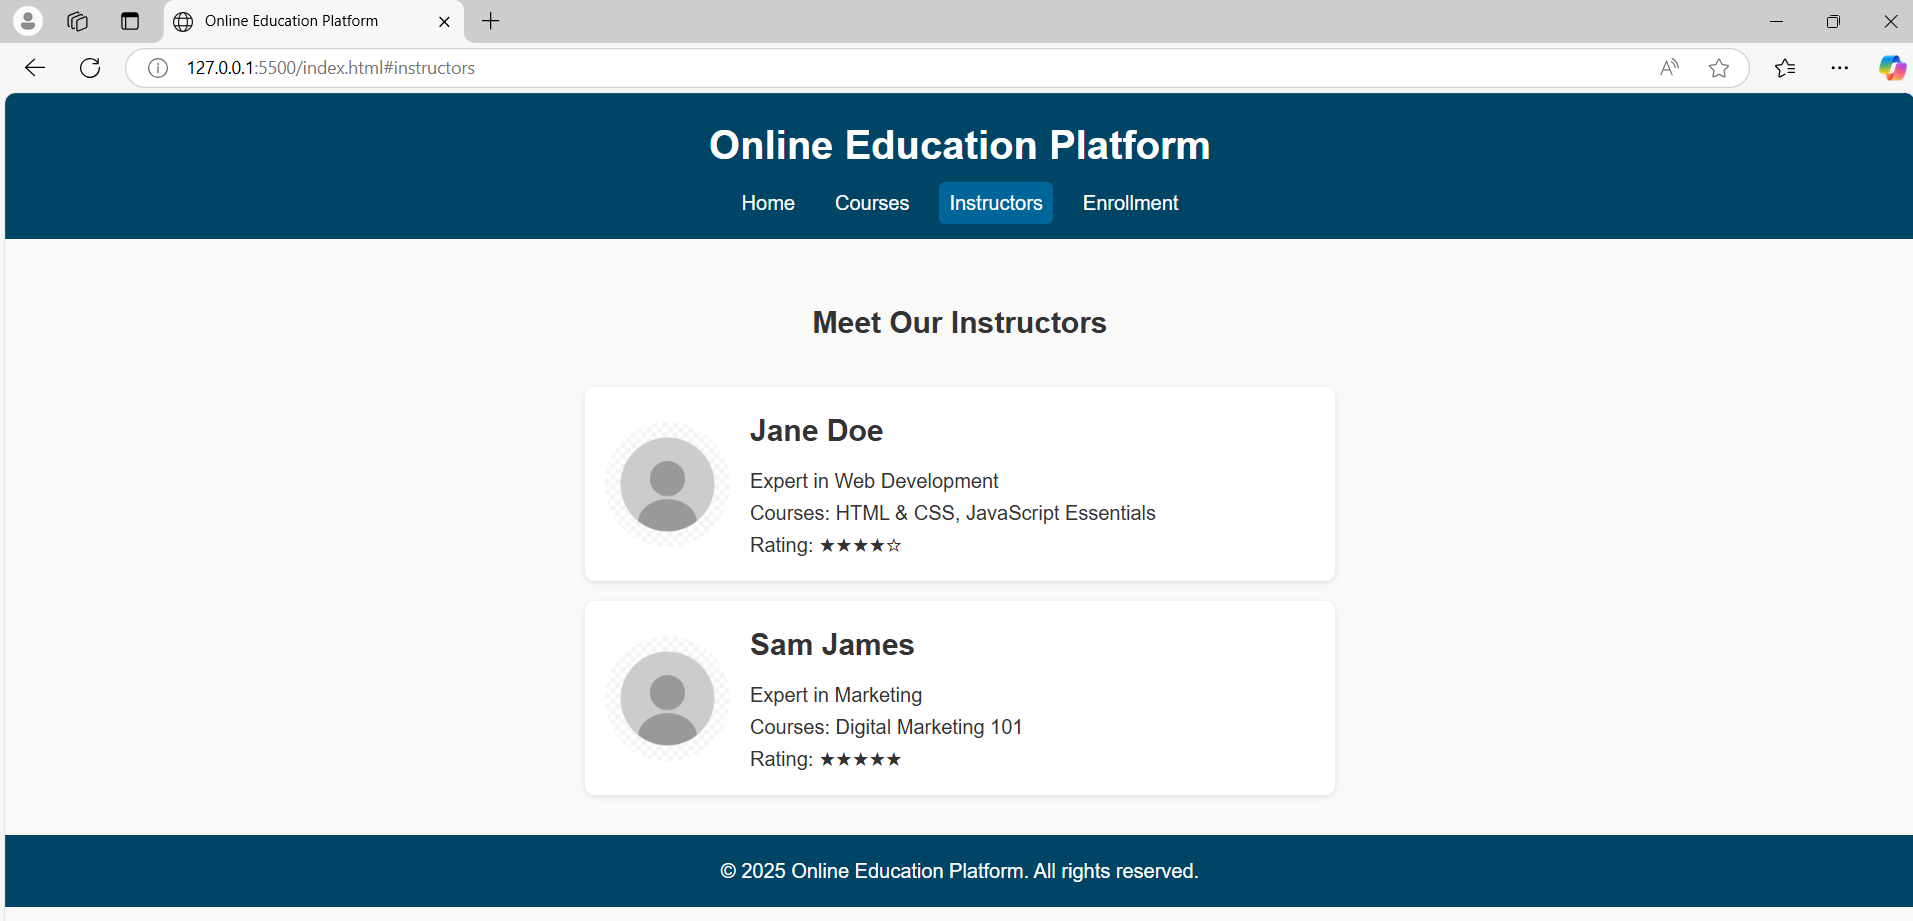 Online Education Platform
127.0.0.1:5500/index.html#instructors
Online Education Platform
Home Courses Instructors Enrollment
Meet Our Instructors
Jane Doe
Expert in Web Development
Courses: HTML & CSS, JavaScript Essentials
Rating: ★★★★☆
Sam James
Expert in Marketing
Courses: Digital Marketing 101
Rating: ★★★★★
© 2025 Online Education Platform. All rights reserved.